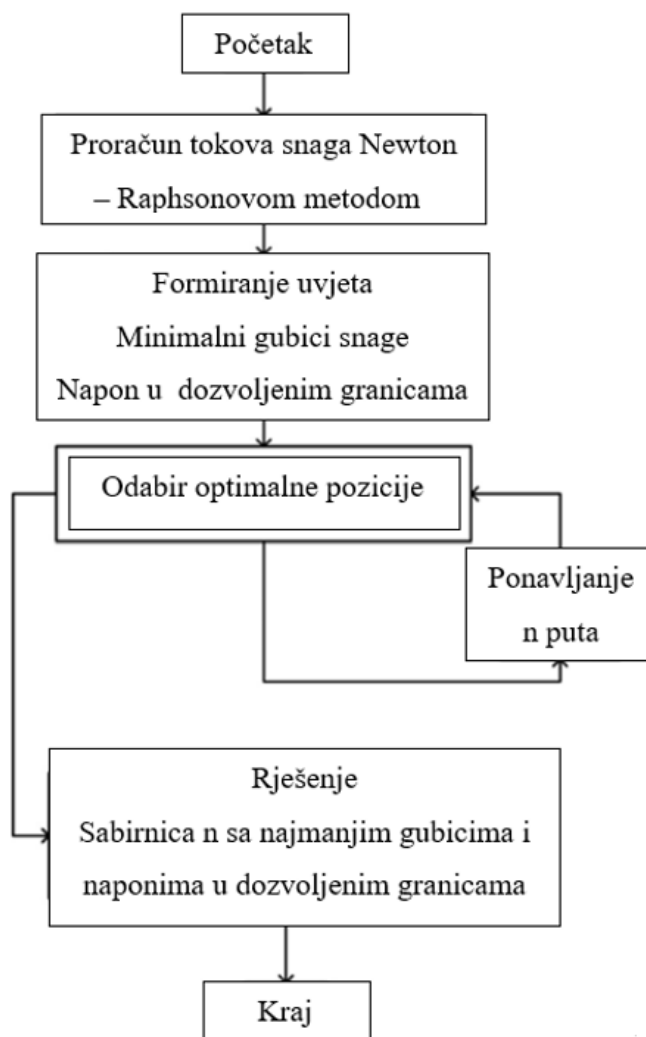 Početak
Proračun tokova snaga Newton
– Raphsonovom metodom
Formiranje uvjeta
Minimalni gubici snage
Napon u dozvoljenim granicama
Odabir optimalne pozicije
Ponavljanje
n puta
Rješenje
Sabirnica n sa najmanjim gubicima i
naponima u dozvoljenim granicama
Kraj